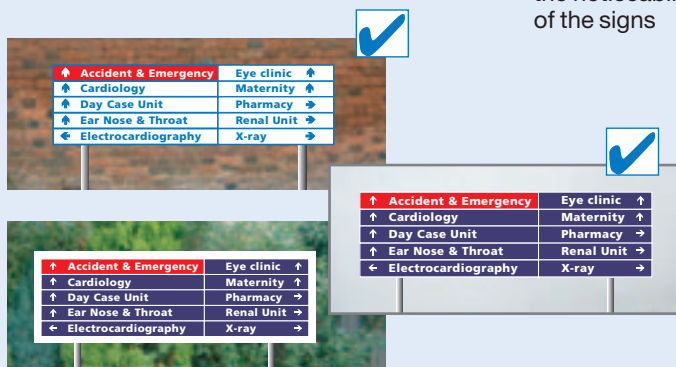 of the signs
Accident & Emergency Eye clinic
Cardiology Maternity
Day Case Unit Pharmacy
Ear Nose & Throat Renal Unit
Electrocardiography X-ray
Accident & Emergency Eye clinic
Cardiology Maternity
Day Case Unit Pharmacy
Ear Nose & Throat Renal Unit
Electrocardiography X-ray
Accident & Emergency Eye clinic
Cardiology Maternity
Day Case Unit Pharmacy
Ear Nose & Throat Renal Unit
Electrocardiography X-ray